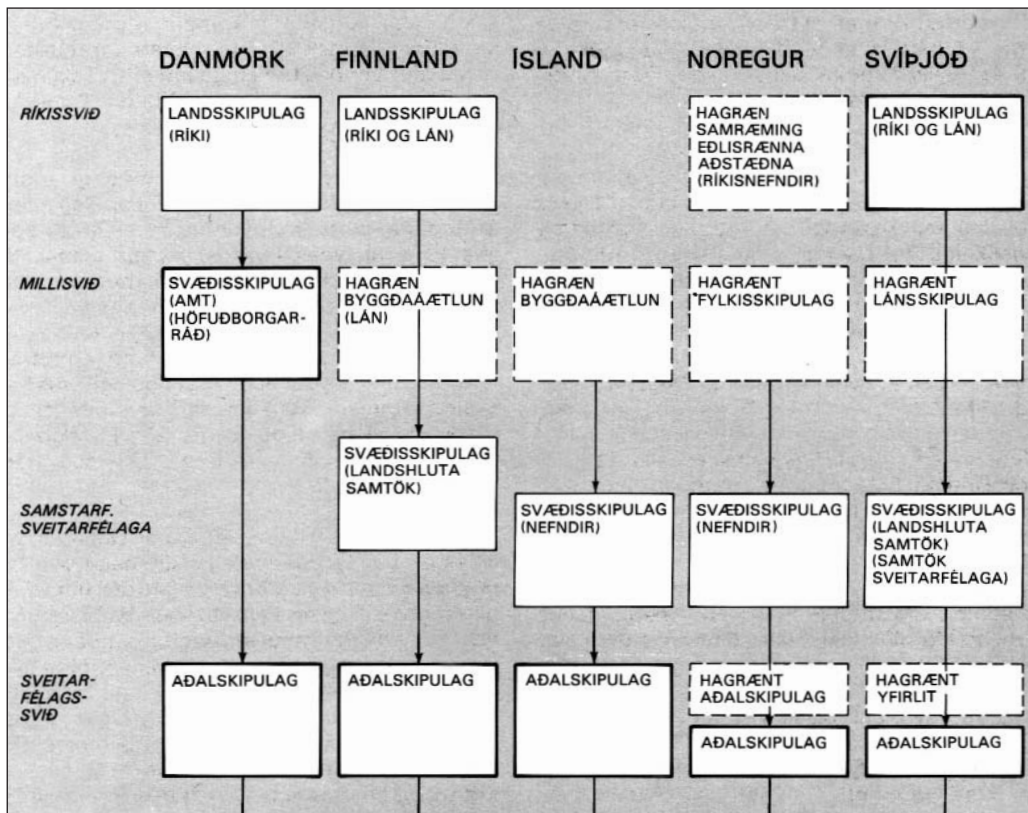 DANMÖRK FINNLAND ÍSLAND NOREGUR SVÍÞJÓÐ
RÍKISSVIÐ
LANDSSKIPULAG
(RÍKI)
LANDSSKIPULAG
(RÍKI OG LÁN)
HAGRÆN
SAMRÆMING
EÐLISRÆNNA
AÐSTÆÐNA
(RÍKISNEFNDIR)
LANDSSKIPULAG
(RÍKI OG LÁN)
MILLISVIÐ
SVÆÐISSKIPULAG
(AMT)
(HÖFUÐBORGAR-
RÁÐ)
HAGRÆN
BYGGÐAÁÆTLUN
(LÁN)
HAGRÆN
BYGGÐAÁÆTLUN
HAGRÆNT
FYLKISSKIPULAG
HAGRÆNT
LÁNSSKIPULAG
SAMSTARF.
SVEITARFÉLAGA
SVÆÐISSKIPULAG
(LANDSHLUTA
SAMTÖK)
SVÆÐISSKIPULAG
(NEFNDIR)
SVÆÐISSKIPULAG
(NEFNDIR)
SVÆÐISSKIPULAG
(LANDSHLUTA
SAMTÖK)
(SAMTÖK
SVEITARFÉLAGA)
SVEITAR-
FÉLAGS-
SVIÐ
AÐALSKIPULAG
AÐALSKIPULAG
AÐALSKIPULAG
HAGRÆNT
AÐALSKIPULAG
AÐALSKIPULAG
HAGRÆNT
YFIRLIT
AÐALSKIPULAG